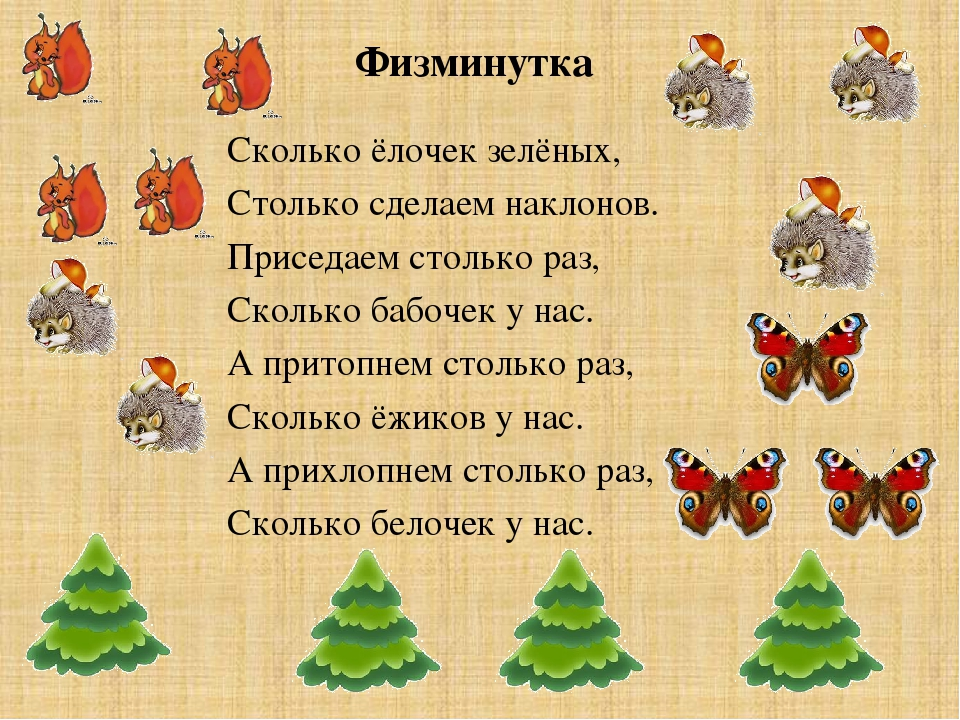 Физминутка
Сколько ёлочек зелёных,
Столько сделаем наклонов.
Приседаем столько раз,
Сколько бабочек у нас.
А притопнем столько раз,
Сколько ёжиков у нас.
А прихлопнем столько раз,
Сколько белочек у нас.